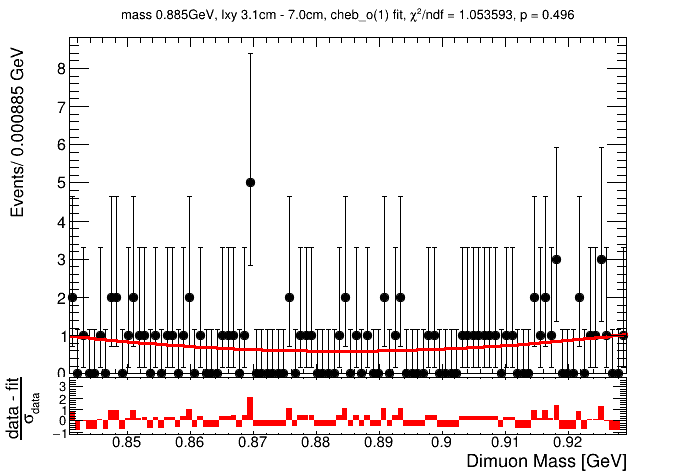 mass 0.885GeV, lxy 3.1cm - 7.0cm, cheb_o(1) fit, χ²/ndf = 1.053593, p = 0.496
Events/ 0.000885 GeV
8
7
6
5
4
3
2
1
0
data - fit
σdata
3
2
1
0
−1
0.85 0.86 0.87 0.88 0.89 0.9 0.91 0.92
Dimuon Mass [GeV]